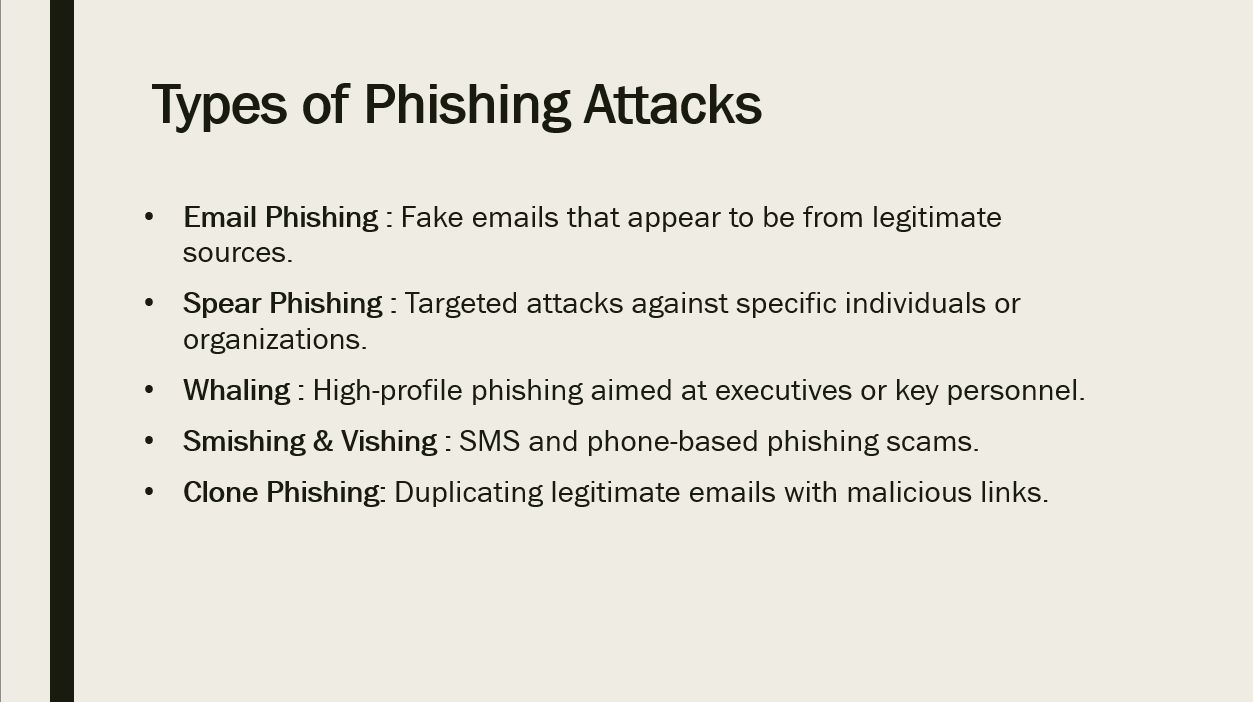 Types of Phishing Attacks
• Email Phishing : Fake emails that appear to be from legitimate
sources.
• Spear Phishing : Targeted attacks against specific individuals or
organizations.
• Whaling : High-profile phishing aimed at executives or key personnel.
• Smishing & Vishing : SMS and phone-based phishing scams.
• Clone Phishing: Duplicating legitimate emails with malicious links.